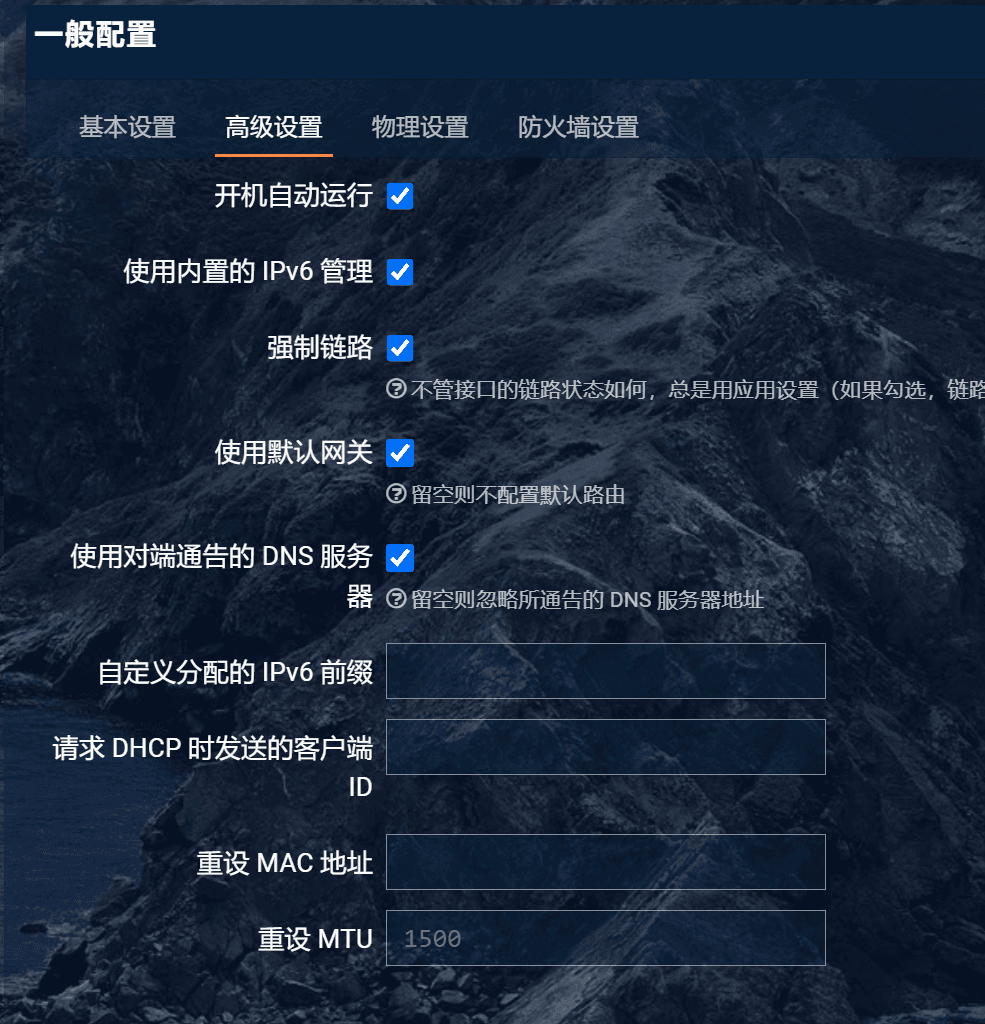 一般配置
基本设置 高级设置 物理设置 防火墙设置
开机自动运行
使用内置的 IPv6 管理
强制链路
不管接口的链路状态如何，总是用应用设置（如果勾选，链路
使用默认网关
留空则不配置默认路由
使用对端通告的 DNS 服务
器
留空则忽略所通告的 DNS 服务器地址
自定义分配的 IPv6 前缀
请求 DHCP 时发送的客户端
ID
重设 MAC 地址
重设 MTU
1500